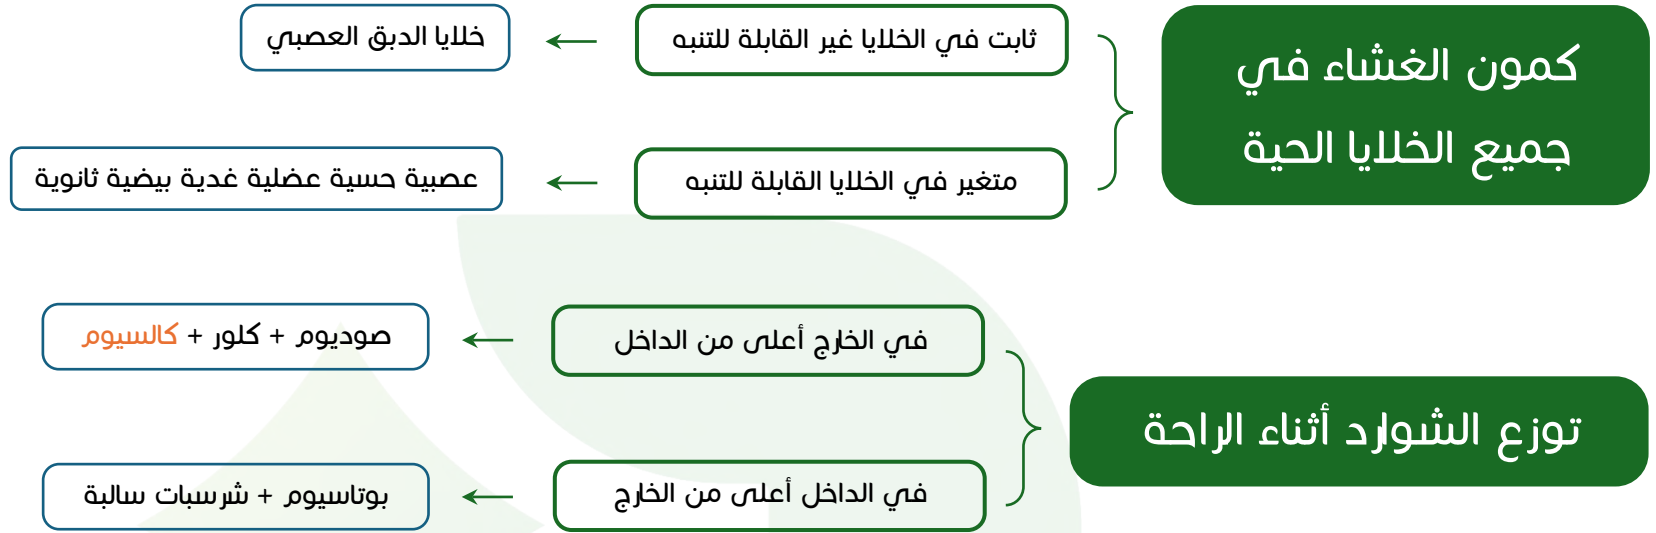 كمون الغشاء في
جميع الخلايا الحية
ثابت في الخلايا غير القابلة للتنبه
خلايا الدبق العصبي
متغير في الخلايا القابلة للتنبه
عصبية حسية عضلية غدية بيضية ثانوية
توزع الشوارد أثناء الراحة
في الخارج أعلى من الداخل
صوديوم + كلور + كالسيوم
في الداخل أعلى من الخارج
بوتاسيوم + شرسبات سالبة